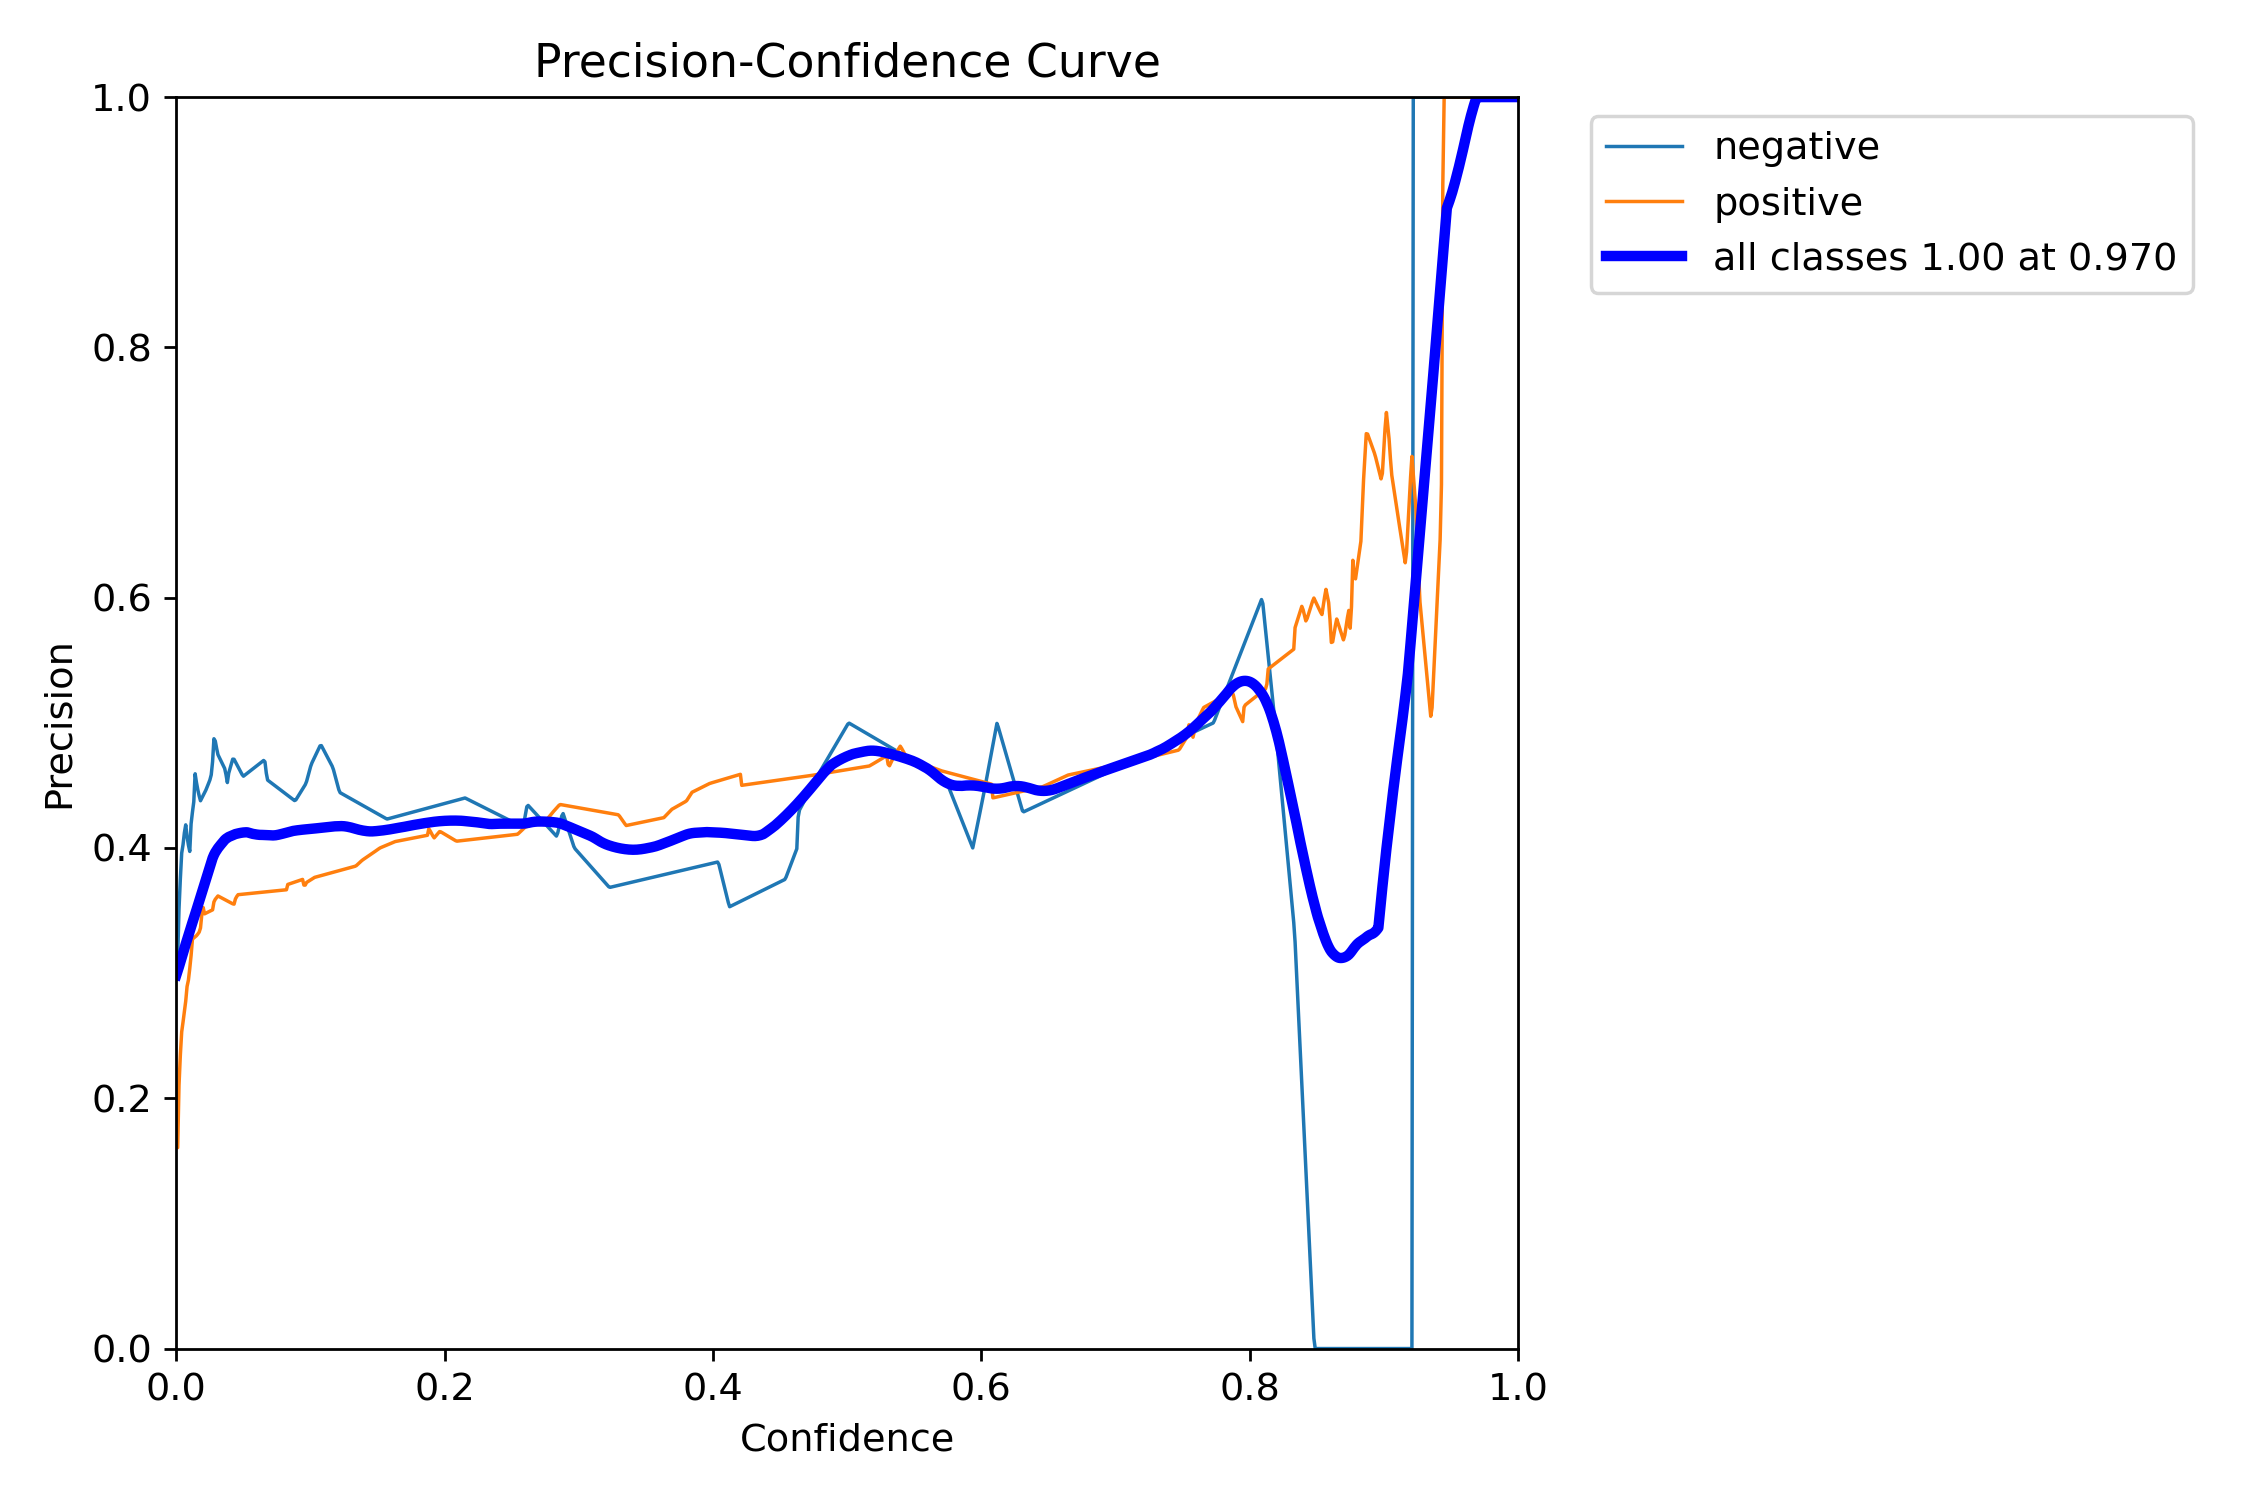 Precision-Confidence Curve
1.0
0.8
0.6
0.4
0.2
0.0
Precision
0.0 0.2 0.4 0.6 0.8 1.0
Confidence
negative
positive
all classes 1.00 at 0.970